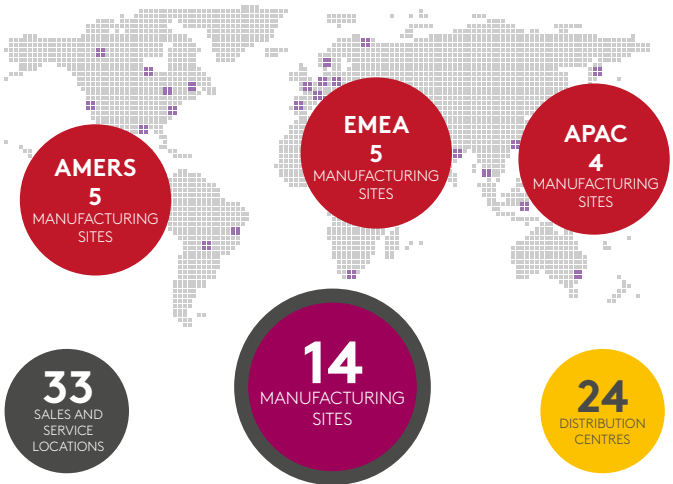 AMERS
5
MANUFACTURING
SITES
EMEA
5
MANUFACTURING
SITES
APAC
4
MANUFACTURING
SITES
33
SALES AND
SERVICE
LOCATIONS
14
MANUFACTURING
SITES
24
DISTRIBUTION
CENTRES